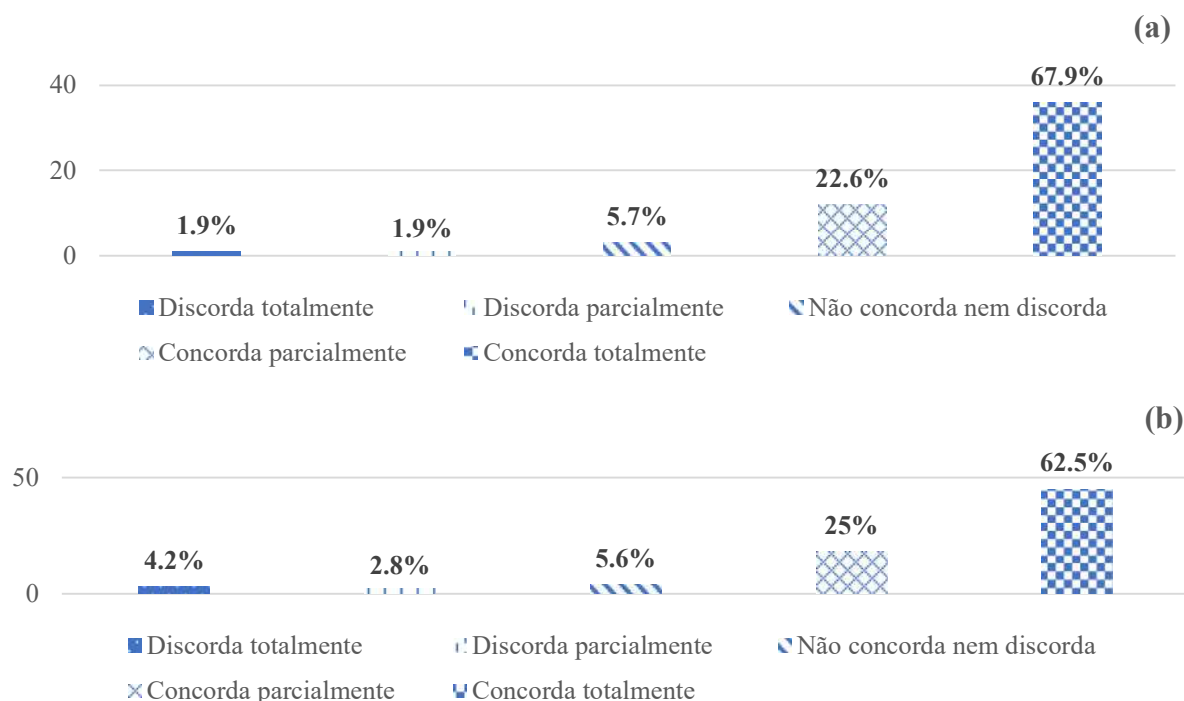 (a)
67.9%
40
22.6%
20
5.7%
1.9% 1.9%
0
Discorda totalmente Discorda parcialmente Não concorda nem discorda
Concorda parcialmente Concorda totalmente
(b)
62.5%
50
25%
4.2% 2.8% 5.6%
0
Discorda totalmente Discorda parcialmente Não concorda nem discorda
Concorda parcialmente Concorda totalmente